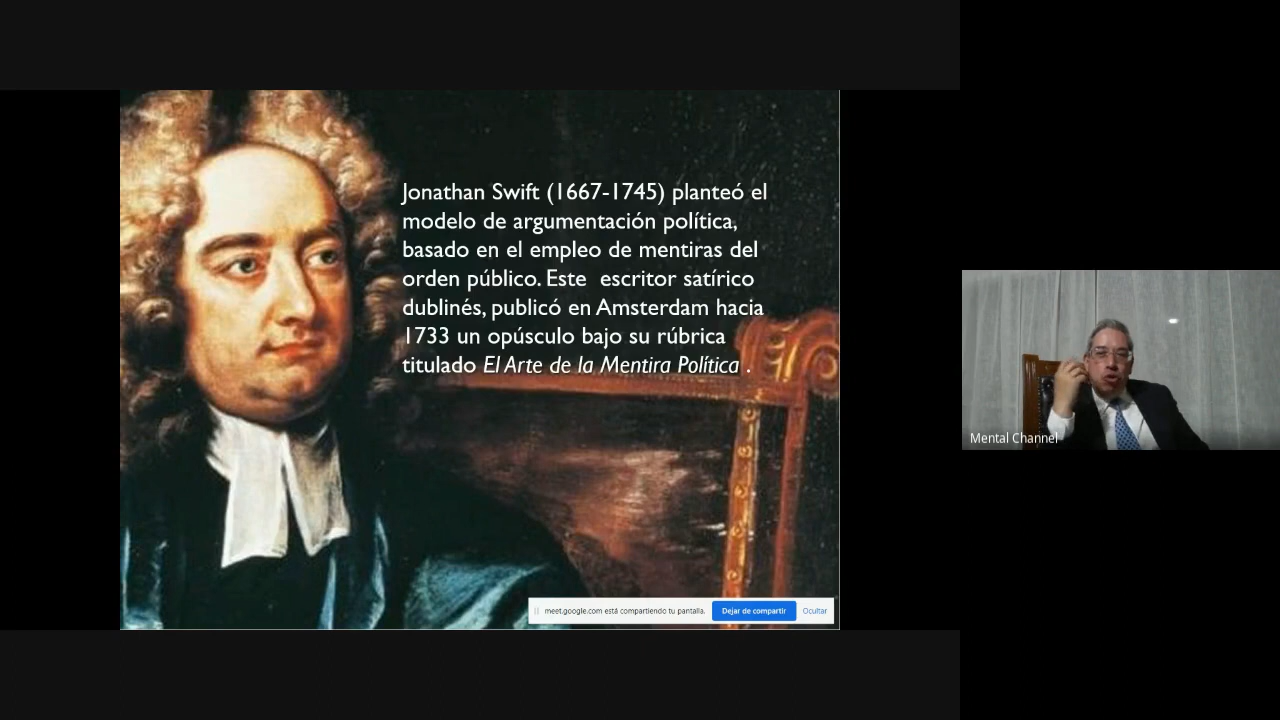 Jonathan Swift (1667-1745) planteó el
modelo de argumentación política,
basado en el empleo de mentiras del
orden público. Este  escritor satírico
dublinés, publicó en Amsterdam hacia
1733 un opúsculo bajo su rúbrica
titulado El Arte de la Mentira Política .
meet.google.com está compartiendo tu pantalla.
Dejar de compartir
Ocultar
Mental Channel